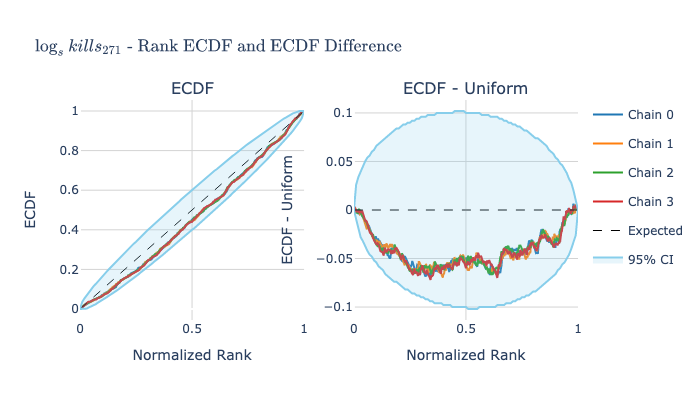 log_s kills_271 - Rank ECDF and ECDF Difference
ECDF
ECDF - Uniform
ECDF
1
0.8
0.6
0.4
0.2
0
0
0.5
1
Normalized Rank
ECDF - Uniform
0.1
0.05
0
−0.05
−0.1
0
0.5
1
Normalized Rank
Chain 0
Chain 1
Chain 2
Chain 3
Expected
95% CI